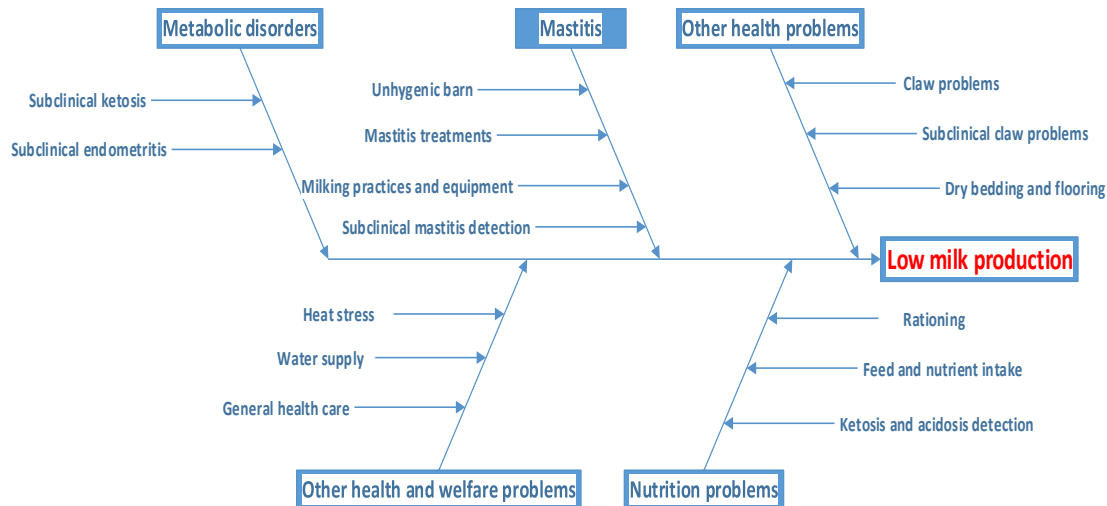 Metabolic disorders
Mastitis
Other health problems
Subclinical ketosis
Subclinical endometritis
Unhygenic barn
Mastitis treatments
Milking practices and equipment
Subclinical mastitis detection
Claw problems
Subclinical claw problems
Dry bedding and flooring
Low milk production
Heat stress
Water supply
General health care
Rationing
Feed and nutrient intake
Ketosis and acidosis detection
Other health and welfare problems
Nutrition problems